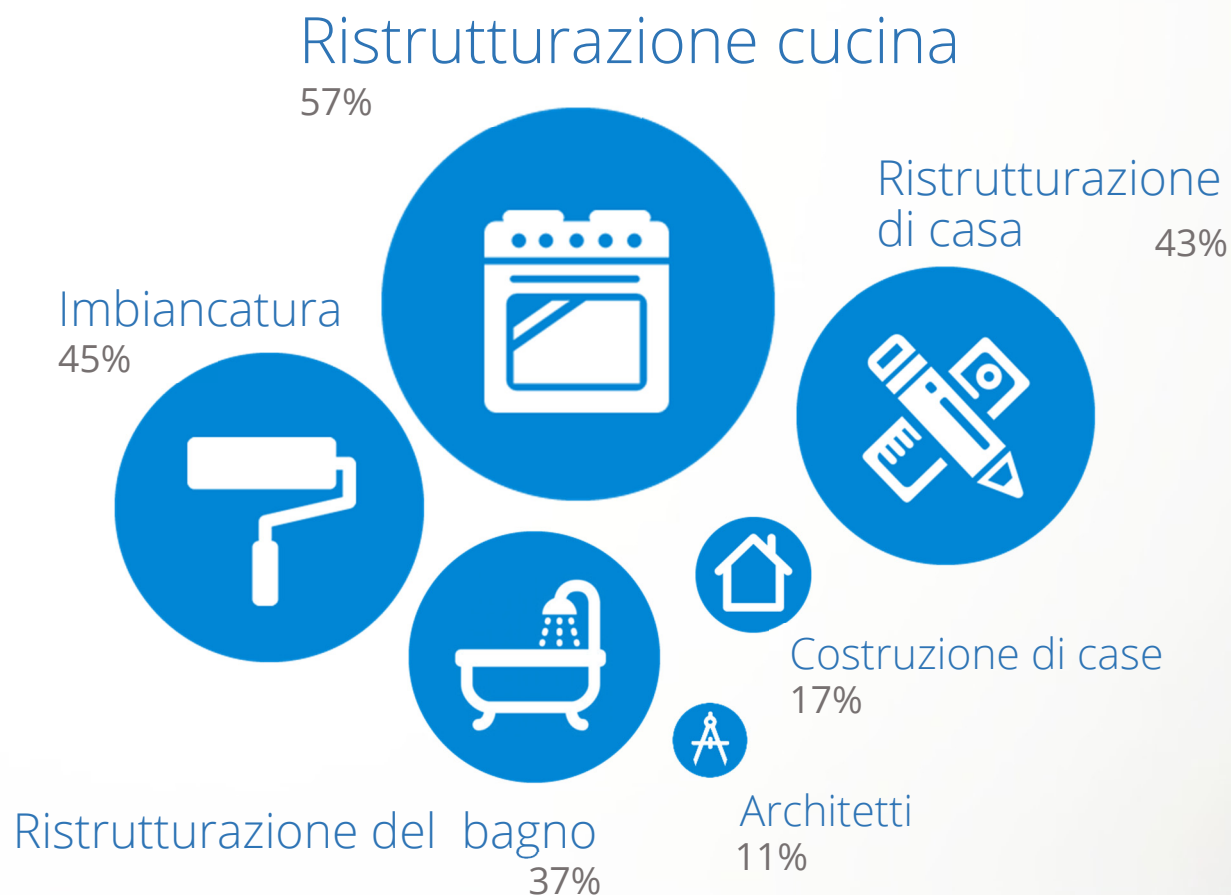 Ristrutturazione cucina
57%
Ristrutturazione
di casa
43%
Imbiancatura
45%
Costruzione di case
17%
Architetti
11%
Ristrutturazione del bagno
37%